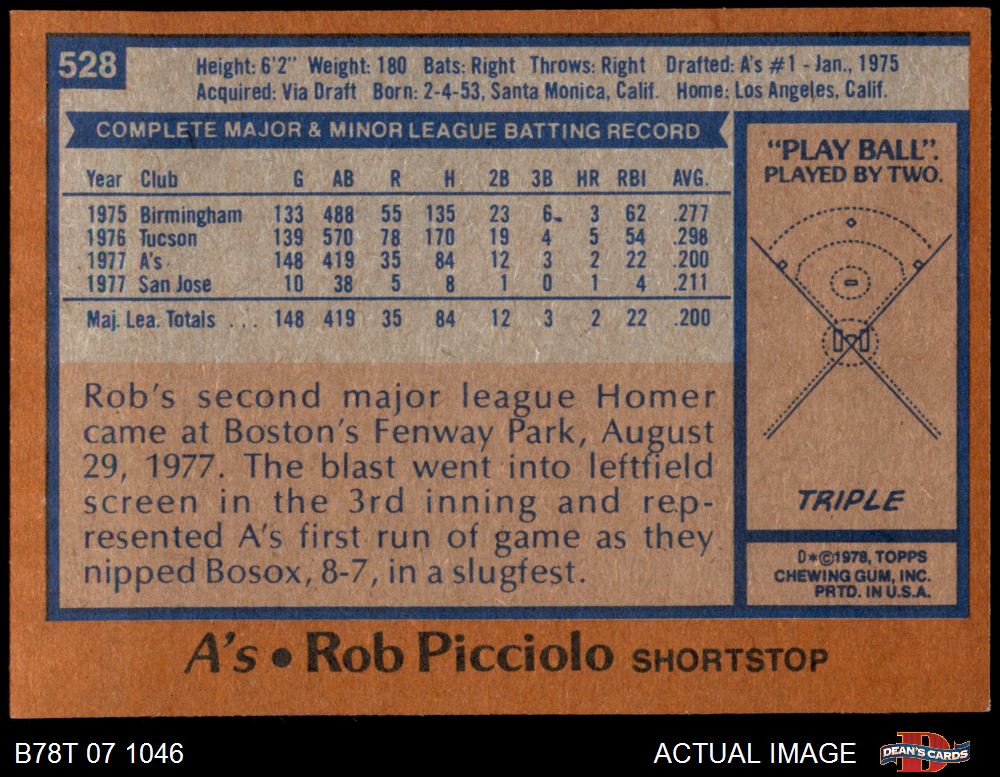 528
Height: 6'2" Weight: 180 Bats: Right Throws: Right Drafted: A's #1 - Jan., 1975
Acquired: Via Draft Born: 2-4-53, Santa Monica, Calif. Home: Los Angeles, Calif.
COMPLETE MAJOR & MINOR LEAGUE BATTING RECORD
Year Club G AB R H 2B 3B HR RBI AVG.
1975 Birmingham 133 488 55 135 23 6 3 62 .277
1976 Tucson 139 570 78 170 19 4 5 54 .298
1977 A's 148 419 35 84 12 3 2 22 .200
1977 San Jose 10 38 5 8 1 0 1 4 .211
Maj. Lea. Totals ... 148 419 35 84 12 3 2 22 .200
Rob's second major league Homer
came at Boston's Fenway Park, August
29, 1977. The blast went into leftfield
screen in the 3rd inning and rep-
resented A's first run of game as they
nipped Bosox, 8-7, in a slugfest.
"PLAY BALL".
PLAYED BY TWO.
TRIPLE
D*©1978, TOPPS
CHEWING GUM, INC.
PRTD. IN U.S.A.
A's • Rob Picciolo SHORTSTOP
B78T 07 1046
ACTUAL IMAGE
DEAN'S CARDS